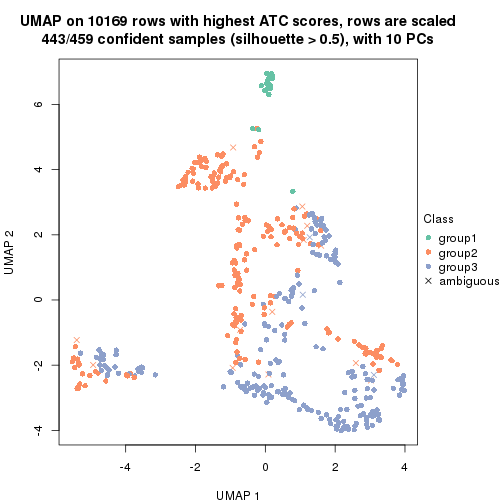 UMAP on 10169 rows with highest ATC scores, rows are scaled
443/459 confident samples (silhouette > 0.5), with 10 PCs
6
4
2
0
-2
-4
UMAP 2
-4
-2
0
2
4
UMAP 1
Class
group1
group2
group3
ambiguous